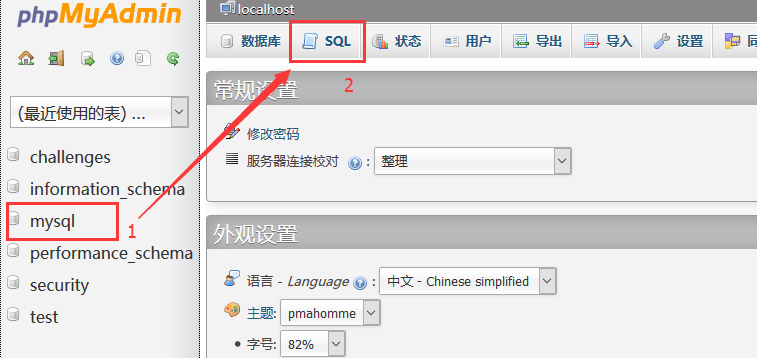 phpMyAdmin
localhost
数据库 SQL 状态 用户 导出 导入 设置
2
(最近使用的表) ...
challenges
information_schema
mysql
1
performance_schema
security
test
常规设置
修改密码
服务器连接校对 : 整理
外观设置
语言 - Language : 中文 - Chinese simplified
主题: pmahomme
• 字号: 82%